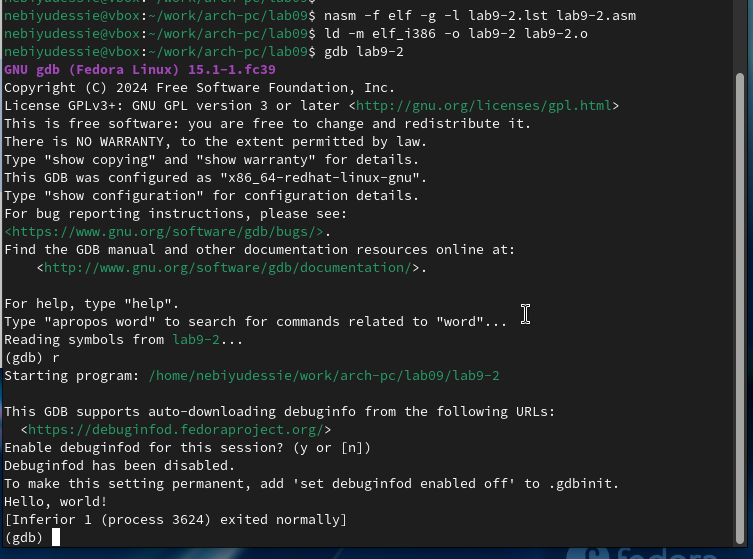 nebiyudessie@vbox:~/work/arch-pc/lab09$ nasm -f elf -g -l lab9-2.lst lab9-2.asm
nebiyudessie@vbox:~/work/arch-pc/lab09$ ld -m elf_i386 -o lab9-2 lab9-2.o
nebiyudessie@vbox:~/work/arch-pc/lab09$ gdb lab9-2
GNU gdb (Fedora Linux) 15.1-1.fc39
Copyright (C) 2024 Free Software Foundation, Inc.
License GPLv3+: GNU GPL version 3 or later <http://gnu.org/licenses/gpl.html>
This is free software: you are free to change and redistribute it.
There is NO WARRANTY, to the extent permitted by law.
Type "show copying" and "show warranty" for details.
This GDB was configured as "x86_64-redhat-linux-gnu".
Type "show configuration" for configuration details.
For bug reporting instructions, please see:
<https://www.gnu.org/software/gdb/bugs/>.
Find the GDB manual and other documentation resources online at:
    <http://www.gnu.org/software/gdb/documentation/>.
For help, type "help".
Type "apropos word" to search for commands related to "word"...
Reading symbols from lab9-2...
(gdb) r
Starting program: /home/nebiyudessie/work/arch-pc/lab09/lab9-2
This GDB supports auto-downloading debuginfo from the following URLs:
  <https://debuginfod.fedoraproject.org/>
Enable debuginfod for this session? (y or [n])
Debuginfod has been disabled.
To make this setting permanent, add 'set debuginfod enabled off' to .gdbinit.
Hello, world!
[Inferior 1 (process 3624) exited normally]
(gdb)